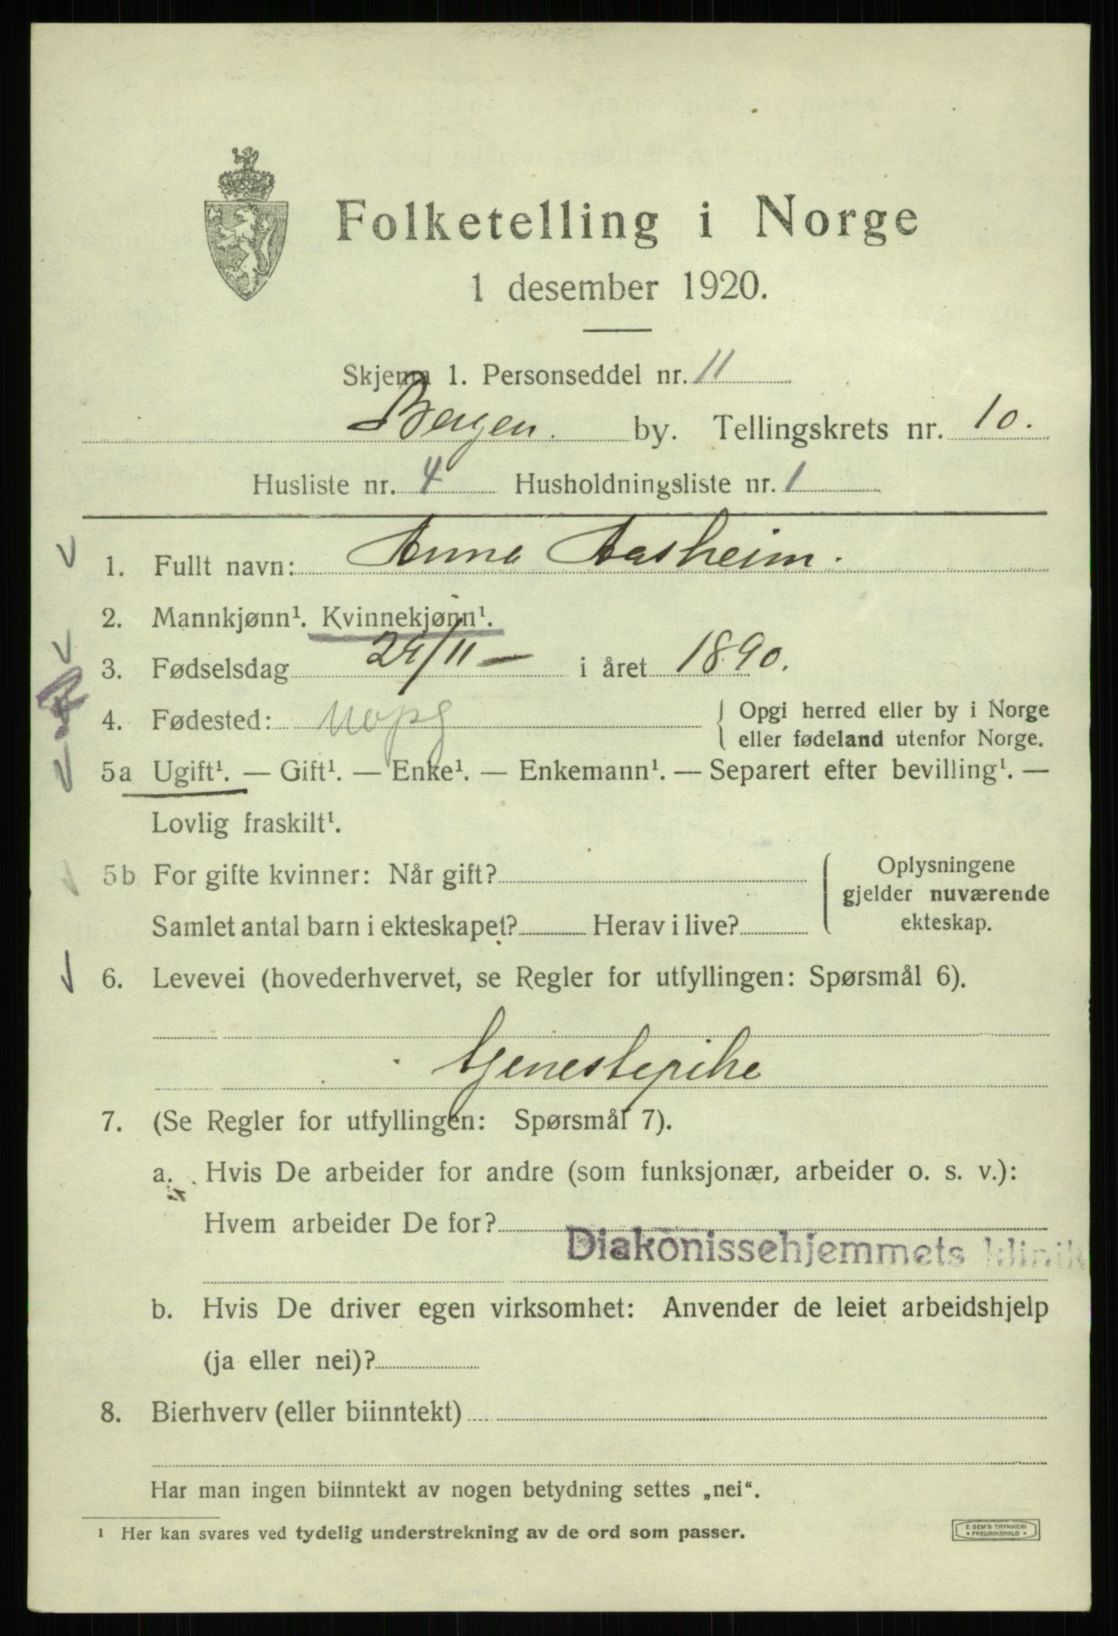 Folketelling i Norge
1 desember 1920.
Skjema 1. Personseddel nr. 11
Bergen. by. Tellingskrets nr. 10.
Husliste nr. 4 Husholdningsliste nr. 1
1. Fullt navn: Anna Aasheim.
2. Mannkjønn¹. Kvinnekjønn¹.
3. Fødselsdag 29/11 — i året 1890.
4. Fødested: uopg { Opgi herred eller by i Norge
eller fødeland utenfor Norge.
5a Ugift¹. — Gift¹. — Enke¹. — Enkemann¹. — Separert efter bevilling¹. —
Lovlig fraskilt¹.
5b For gifte kvinner: Når gift?
Samlet antal barn i ekteskapet? Herav i live?
{ Oplysningene
gjelder nuværende
ekteskap.
6. Levevei (hovederhvervet, se Regler for utfyllingen: Spørsmål 6).
tjenestepike
7. (Se Regler for utfyllingen: Spørsmål 7).
a. Hvis De arbeider for andre (som funksjonær, arbeider o. s. v.):
Hvem arbeider De for?
Diakonissehjemmets klinik
b. Hvis De driver egen virksomhet: Anvender de leiet arbeidshjelp
(ja eller nei)?
8. Bierhverv (eller biinntekt)
Har man ingen biinntekt av nogen betydning settes „nei“.
¹ Her kan svares ved tydelig understrekning av de ord som passer.
E. SEM'S TRYKKERI
• FREDRIKSHALD •